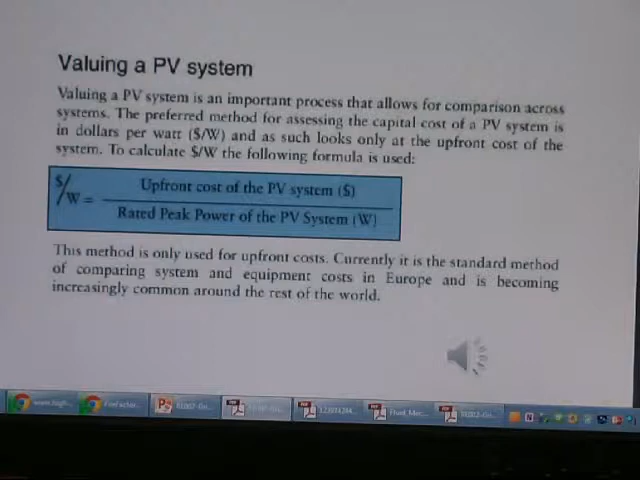 Valuing a PV system
Valuing a PV system is an important process that allows for comparison across
systems. The preferred method for assessing the capital cost of a PV system is
in dollars per watt ($/W) and as such looks only at the upfront cost of the
system. To calculate $/W the following formula is used:
$/W = Upfront cost of the PV system ($)
Rated Peak Power of the PV System (W)
This method is only used for upfront costs. Currently it is the standard method
of comparing system and equipment costs in Europe and is becoming
increasingly common around the rest of the world.